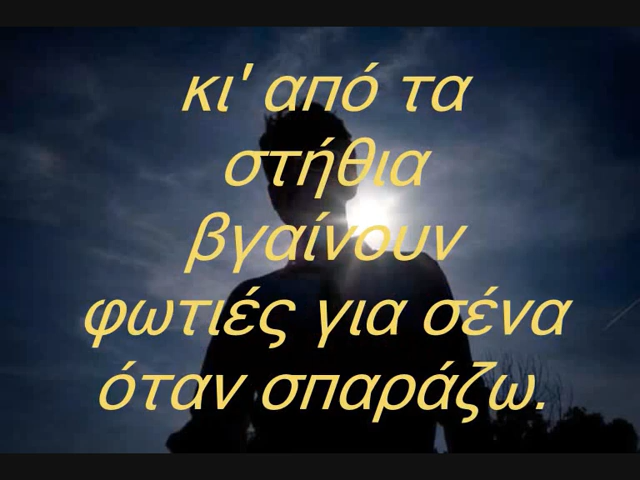 κι' από τα
στήθια
βγαίνουν
φωτιές για σένα
όταν σπαράζω.